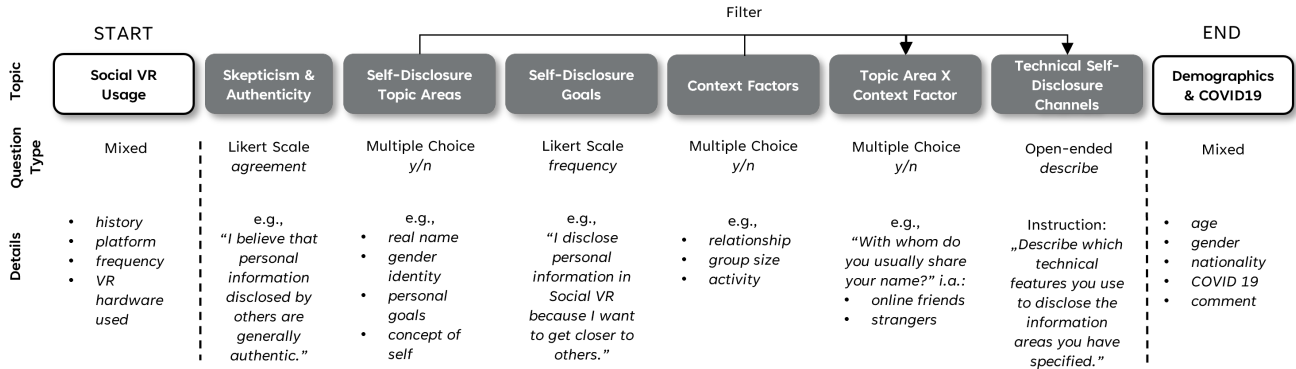 Filter
START
END
Topic
Social VR
Usage
Skepticism &
Authenticity
Self-Disclosure
Topic Areas
Self-Disclosure
Goals
Context Factors
Topic Area X
Context Factor
Technical Self-
Disclosure
Channels
Demographics
& COVID19
Question
Type
Mixed
Likert Scale
agreement
Multiple Choice
y/n
Likert Scale
frequency
Multiple Choice
y/n
Multiple Choice
y/n
Open-ended
describe
Mixed
Details
• history
• platform
• frequency
• VR
hardware
used
e.g.,
“I believe that
personal
information
disclosed by
others are
generally
authentic.”
e.g.,
• real name
• gender
identity
• personal
goals
• concept of
self
e.g.,
“I disclose
personal
information in
Social VR
because I want
to get closer to
others.”
e.g.,
• relationship
• group size
• activity
e.g.,
“With whom do
you usually share
your name?” i.a.:
• online friends
• strangers
Instruction:
„Describe which
technical
features you use
to disclose the
information
areas you have
specified.”
• age
• gender
• nationality
• COVID 19
• comment